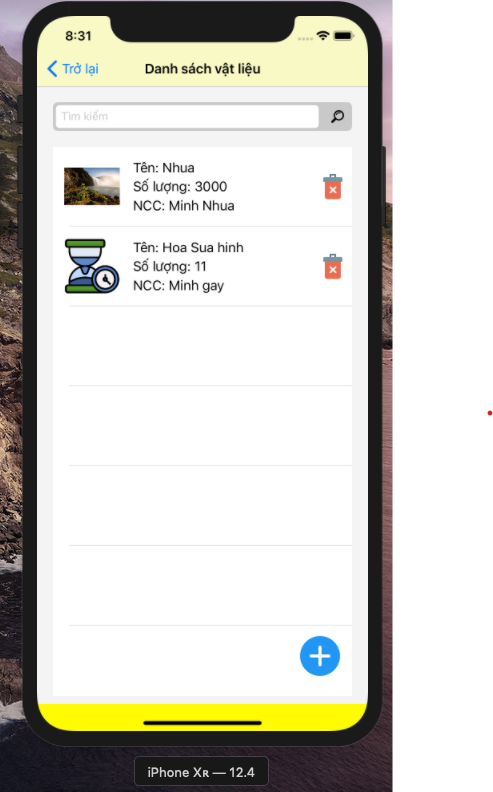 8:31
Trở lại
Danh sách vật liệu
Tìm kiếm
Tên: Nhua
Số lượng: 3000
NCC: Minh Nhua
Tên: Hoa Sua hinh
Số lượng: 11
NCC: Minh gay
iPhone Xʀ — 12.4